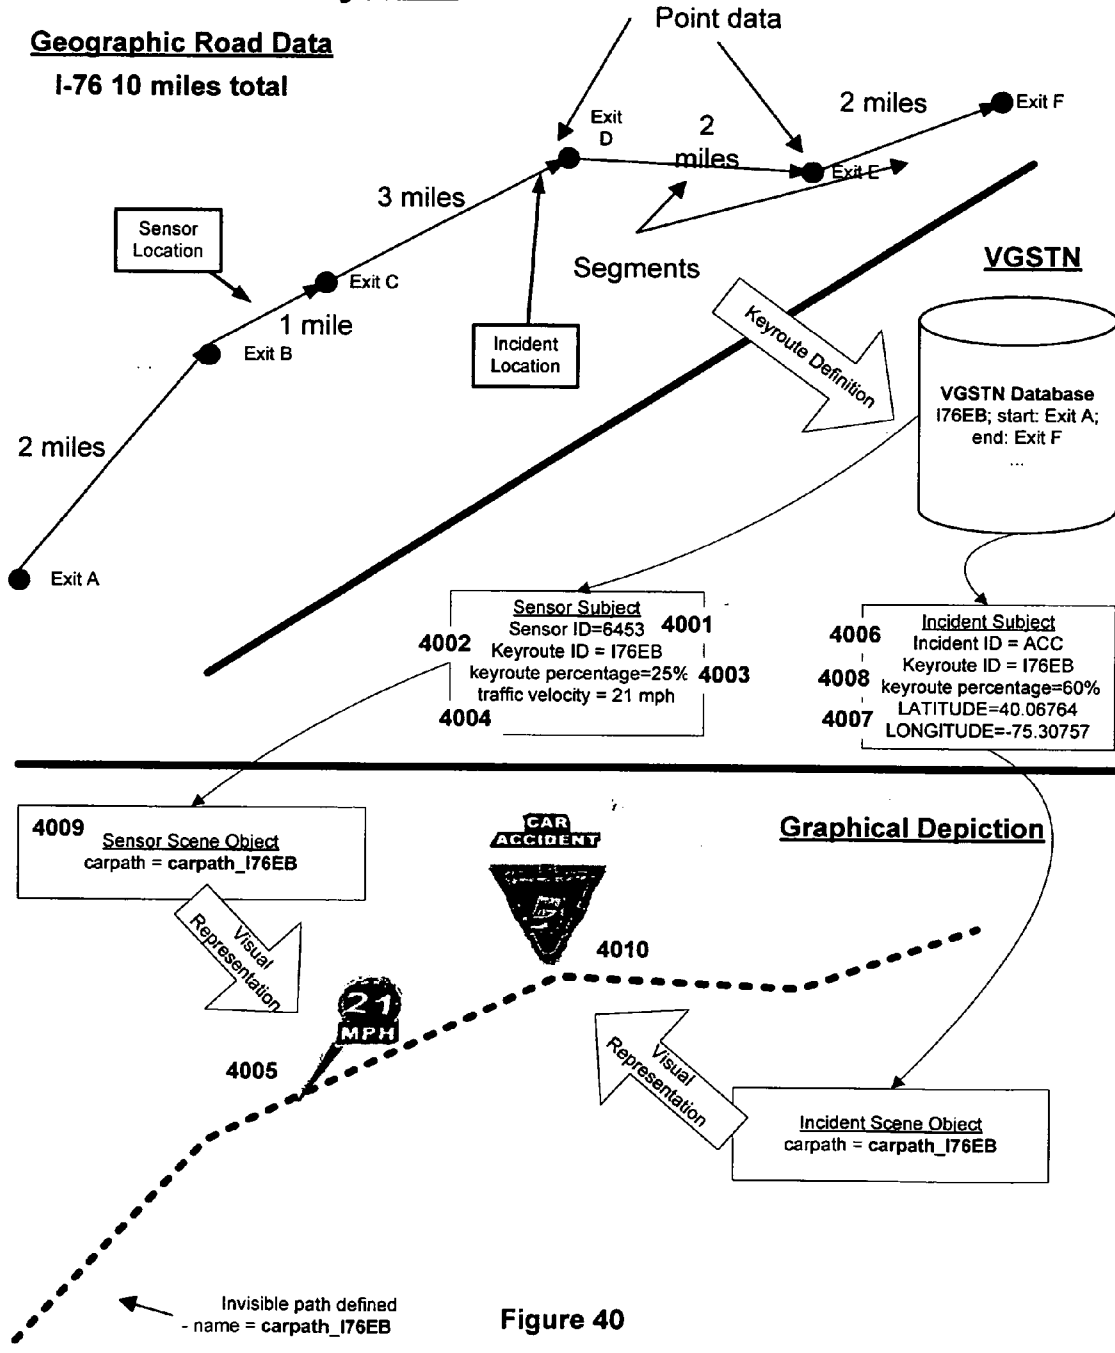 Point data
Geographic Road Data
I-76 10 miles total
2 miles
Exit F
Exit
D
2
miles
Exit E
3 miles
Sensor
Location
Segments
VGSTN
Exit C
1 mile
Exit B
Incident
Location
Keyroute Definition
VGSTN Database
I76EB; start: Exit A;
end: Exit F
...
2 miles
Exit A
Sensor Subject
Sensor ID=6453
4001
4002
Keyroute ID = I76EB
keyroute percentage=25%
4003
traffic velocity = 21 mph
4004
Incident Subject
4006
Incident ID = ACC
Keyroute ID = I76EB
4008
keyroute percentage=60%
4007
LATITUDE=40.06764
LONGITUDE=-75.30757
4009
Sensor Scene Object
carpath = carpath_I76EB
CAR
ACCIDENT
Graphical Depiction
Visual
Representation
4010
21
MPH
4005
Visual
Representation
Incident Scene Object
carpath = carpath_I76EB
Invisible path defined
- name = carpath_I76EB
Figure 40